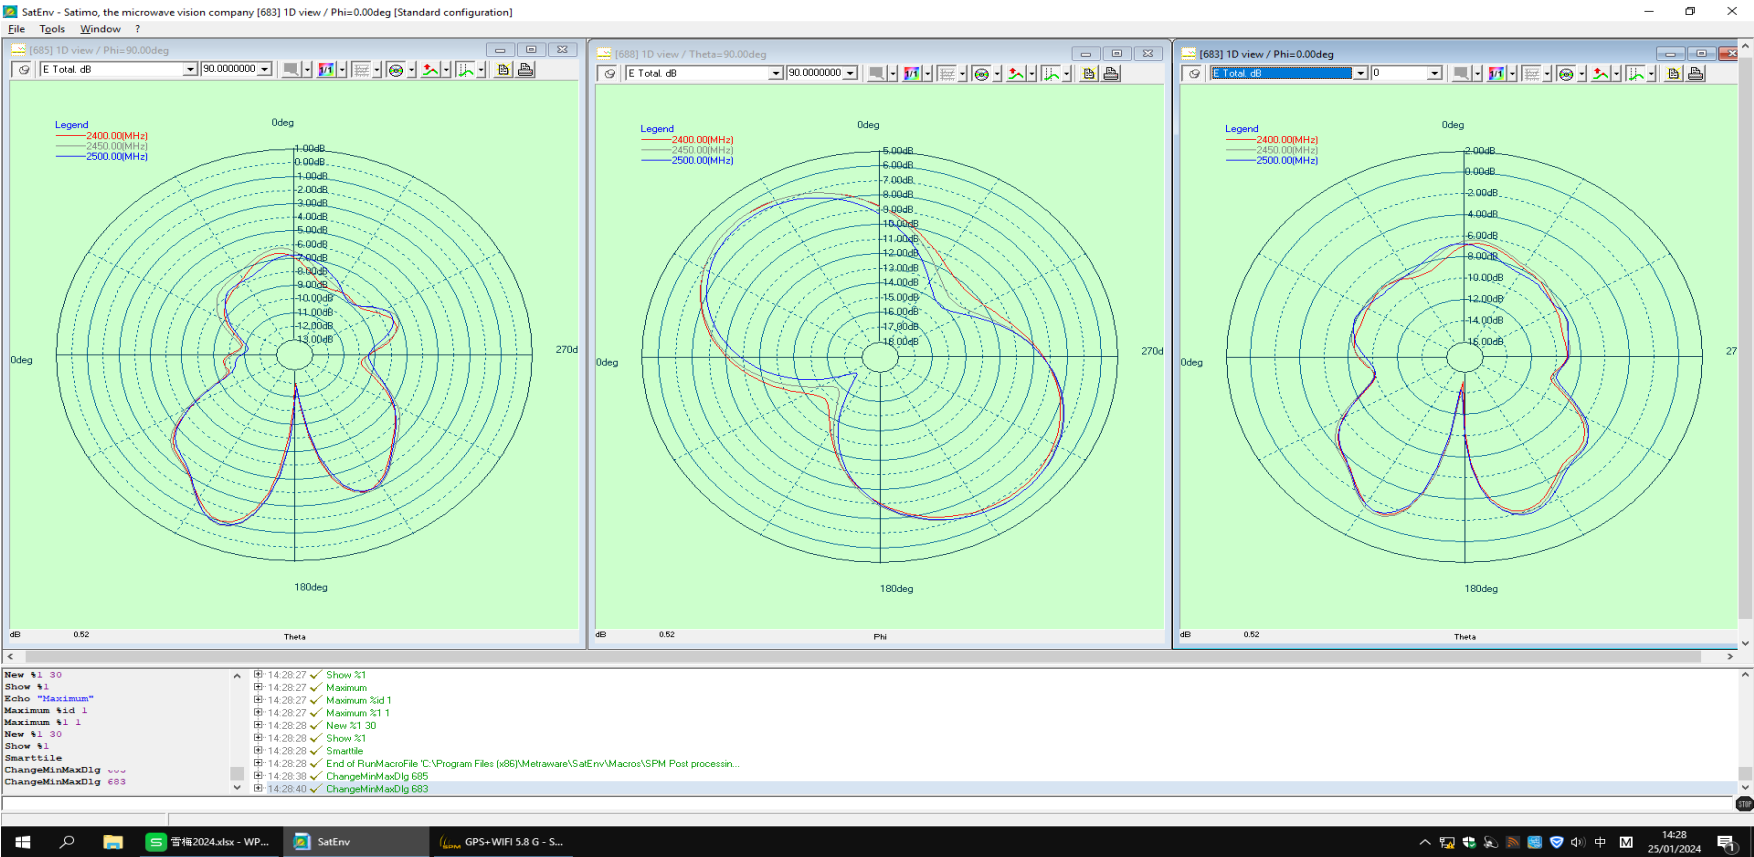 SatEnv - Satimo, the microwave vision company [683] 1D view / Phi=0.00deg [Standard configuration]
File Tools Window ?
[685] 1D view / Phi=90.00deg
E Total. dB 90.0000000
Legend
2400.00(MHz)
2450.00(MHz)
2500.00(MHz)
0deg
1.00dB
0.00dB
-1.00dB
-2.00dB
-3.00dB
-4.00dB
-5.00dB
-6.00dB
-7.00dB
-8.00dB
-9.00dB
-10.00dB
-11.00dB
-12.00dB
-13.00dB
0deg
270d
180deg
dB 0.52 Theta
[688] 1D view / Theta=90.00deg
E Total. dB 90.0000000
Legend
2400.00(MHz)
2450.00(MHz)
2500.00(MHz)
0deg
-5.00dB
-6.00dB
-7.00dB
-8.00dB
-9.00dB
-10.00dB
-11.00dB
-12.00dB
-13.00dB
-14.00dB
-15.00dB
-16.00dB
-17.00dB
-18.00dB
0deg
270d
180deg
dB 0.52 Phi
[683] 1D view / Phi=0.00deg
E Total. dB 0
Legend
2400.00(MHz)
2450.00(MHz)
2500.00(MHz)
0deg
2.00dB
0.00dB
-2.00dB
-4.00dB
-6.00dB
-8.00dB
-10.00dB
-12.00dB
-14.00dB
-16.00dB
0deg
27
180deg
dB 0.52 Theta
New %1 30
Show %1
Echo "Maximum"
Maximum %id 1
Maximum %1 1
New %1 30
Show %1
Smarttile
ChangeMinMaxDlg
ChangeMinMaxDlg 683
14:28:27 Show %1
14:28:27 Maximum
14:28:27 Maximum %id 1
14:28:27 Maximum %1 1
14:28:28 New %1 30
14:28:28 Show %1
14:28:28 Smarttile
14:28:28 End of RunMacroFile 'C:\Program Files (x86)\Metraware\SatEnv\Macros\SPM Post processin...
14:28:38 ChangeMinMaxDlg 685
14:28:40 ChangeMinMaxDlg 683
STOP
雪梅2024.xlsx - WP...
SatEnv
SPM
GPS+WIFI 5.8 G - S...
中
M
14:28
25/01/2024
1